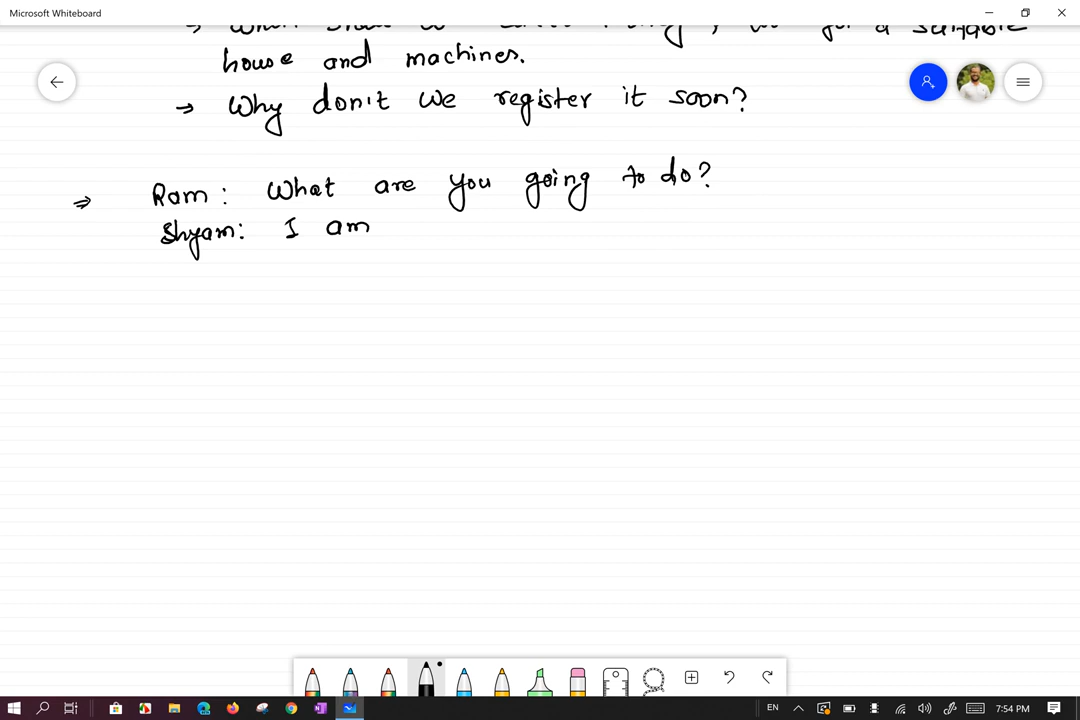 Microsoft Whiteboard
suitable
house and machines.
→ Why don't we register it soon?
⇒ Ram: What are you going to do?
Shyam: I am
EN
7:54 PM